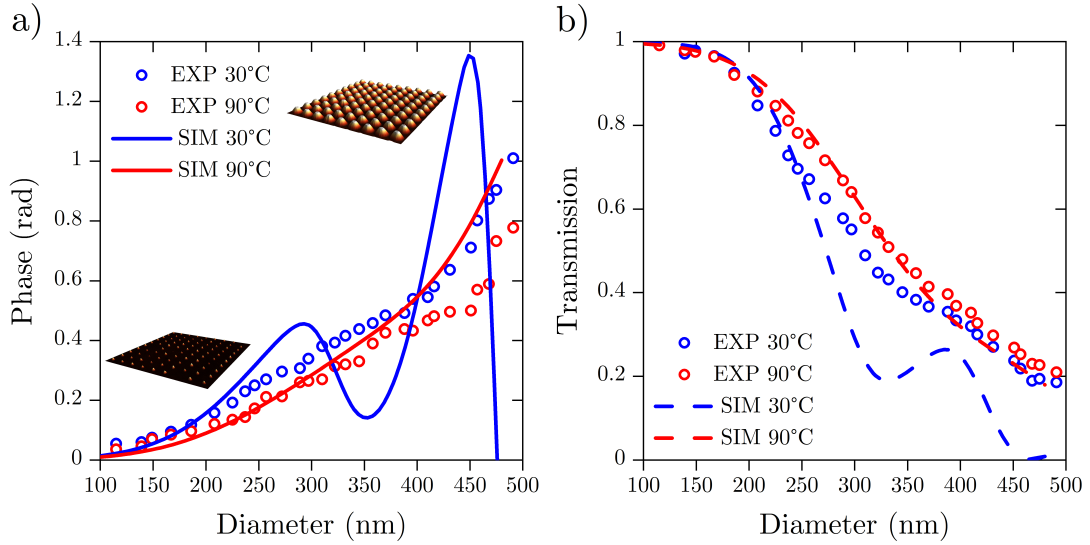 a)
1.4
1.2
1
0.8
0.6
0.4
0.2
0
Phase (rad)
EXP 30°C
EXP 90°C
SIM 30°C
SIM 90°C
100 150 200 250 300 350 400 450 500
Diameter (nm)
b)
1
0.8
0.6
0.4
0.2
0
Transmission
EXP 30°C
EXP 90°C
SIM 30°C
SIM 90°C
100 150 200 250 300 350 400 450 500
Diameter (nm)